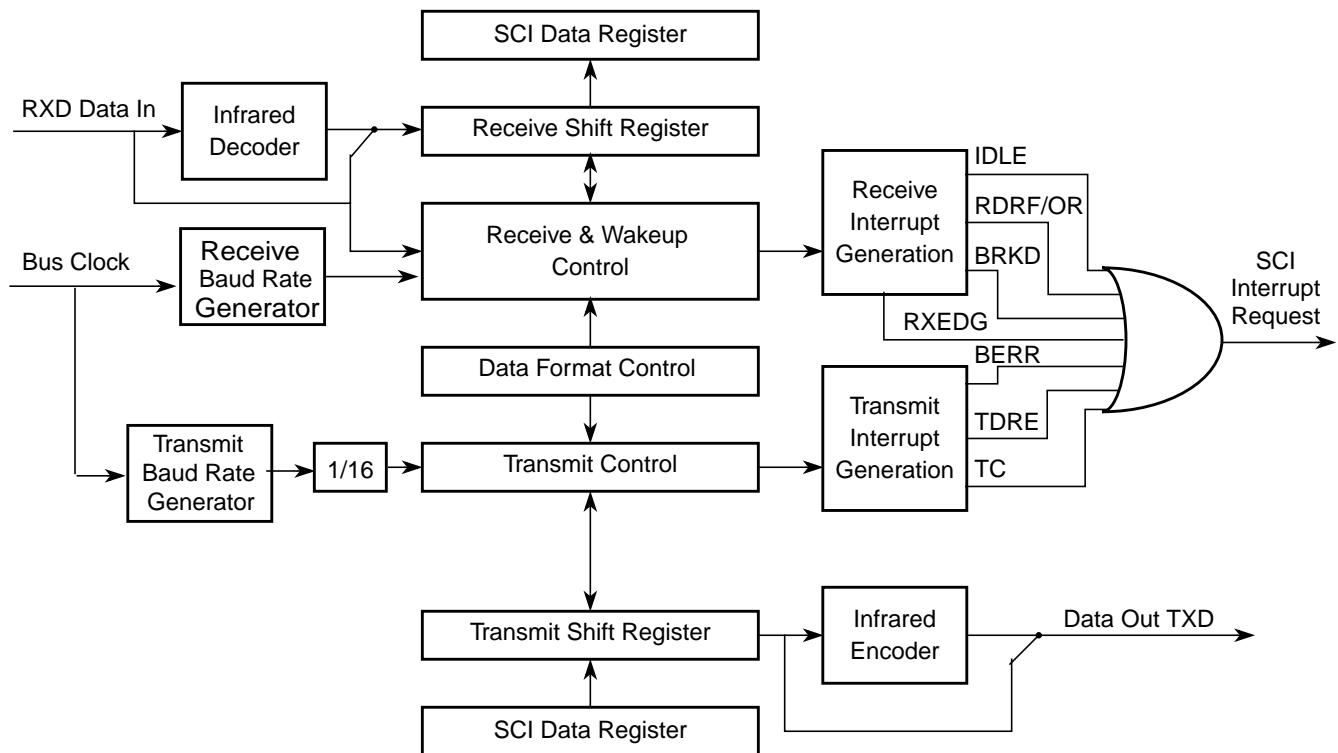 SCI Data Register
RXD Data In
Infrared
Decoder
Receive Shift Register
IDLE
Receive
Interrupt
Generation
RDRF/OR
BRKD
Receive & Wakeup
Control
Bus Clock
Receive
Baud Rate
Generator
SCI
Interrupt
Request
RXEDG
BERR
Data Format Control
Transmit
Interrupt
Generation
TDRE
TC
Transmit
Baud Rate
Generator
1/16
Transmit Control
Transmit Shift Register
Infrared
Encoder
Data Out TXD
SCI Data Register